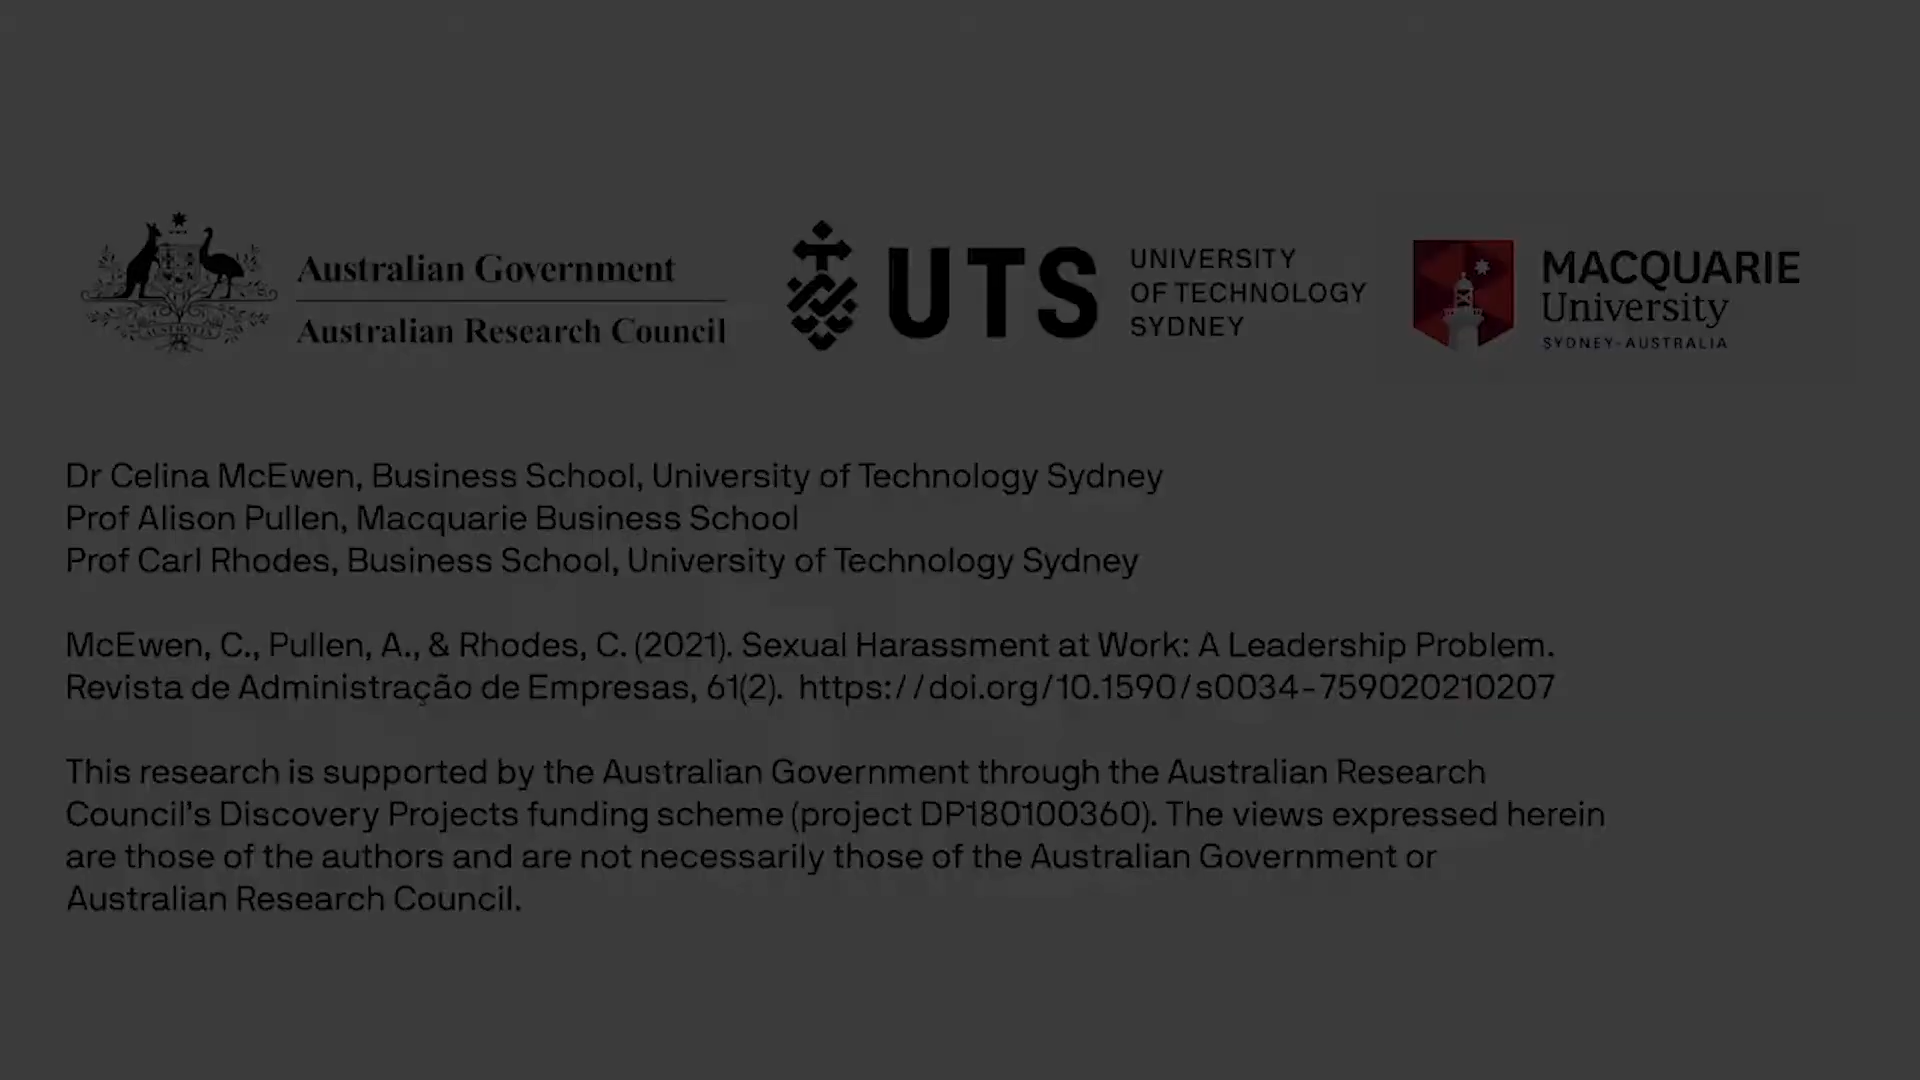 Australian Government
Australian Research Council
UTS
UNIVERSITY
OF TECHNOLOGY
SYDNEY
MACQUARIE
University
SYDNEY·AUSTRALIA
Dr Celina McEwen, Business School, University of Technology Sydney
Prof Alison Pullen, Macquarie Business School
Prof Carl Rhodes, Business School, University of Technology Sydney
McEwen, C., Pullen, A., & Rhodes, C. (2021). Sexual Harassment at Work: A Leadership Problem.
Revista de Administração de Empresas, 61(2). https://doi.org/10.1590/s0034-759020210207
This research is supported by the Australian Government through the Australian Research
Council's Discovery Projects funding scheme (project DP180100360). The views expressed herein
are those of the authors and are not necessarily those of the Australian Government or
Australian Research Council.